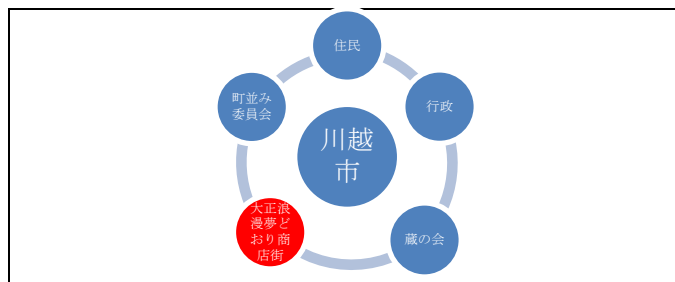 住民
町並み
委員会
行政
川越
市
大正浪
漫夢ど
おり商
店街
蔵の会